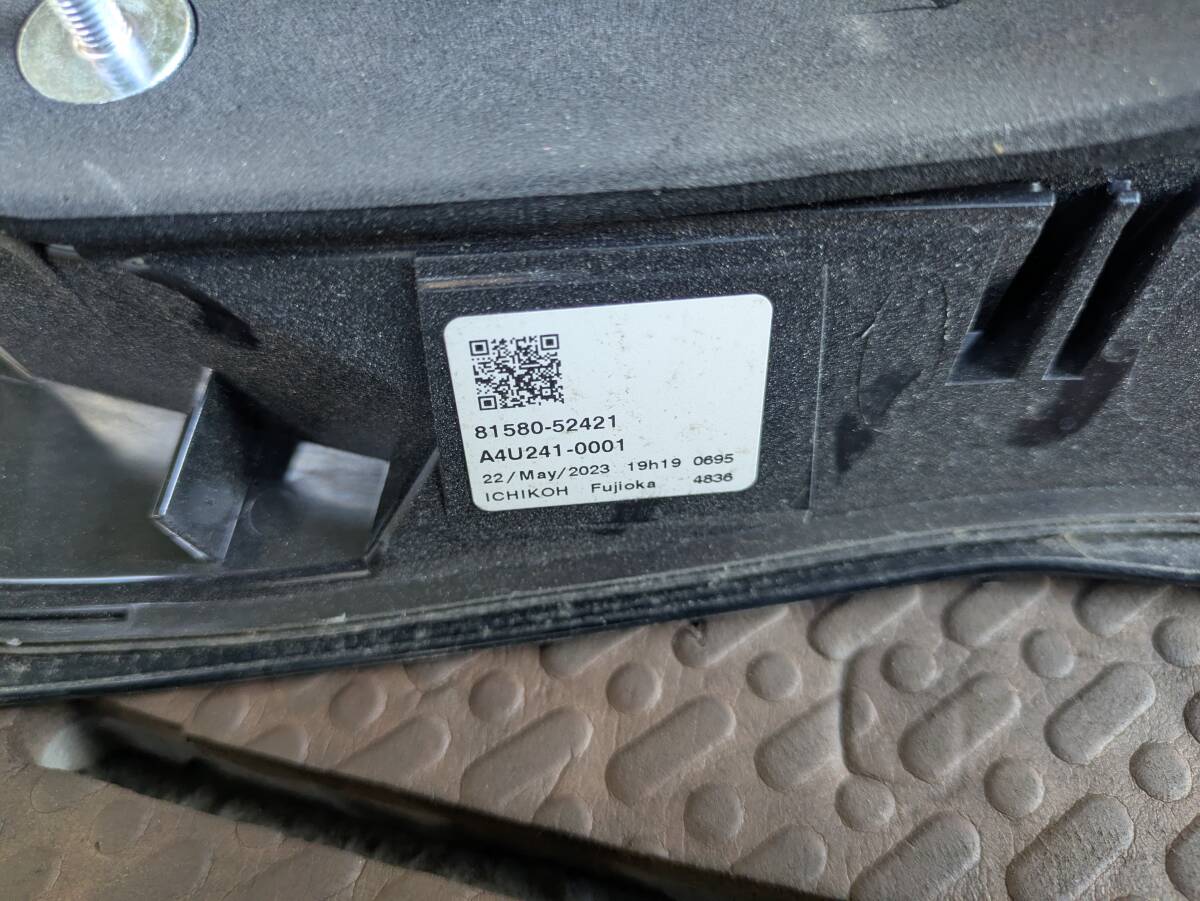 81580-52421
A4U241-0001
22/May/2023 19h19 0695
ICHIKOH Fujioka 4836